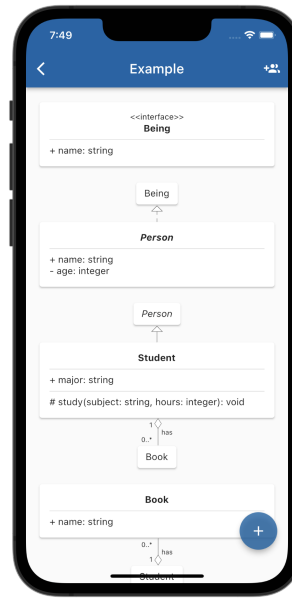 7:49
Example
<<interface>>
Being
+ name: string
Being
Person
+ name: string
- age: integer
Person
Student
+ major: string
# study(subject: string, hours: integer): void
1
has
0..*
Book
Book
+ name: string
+
0..*
has
1
Student